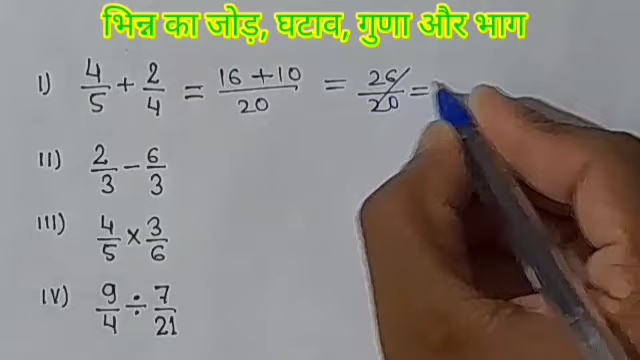 भिन्न का जोड़, घटाव, गुणा और भाग
I) 4/5 + 2/4 = 16+10/20 = 26/20 =
II) 2/3 - 6/3
III) 4/5 × 3/6
IV) 9/4 ÷ 7/21